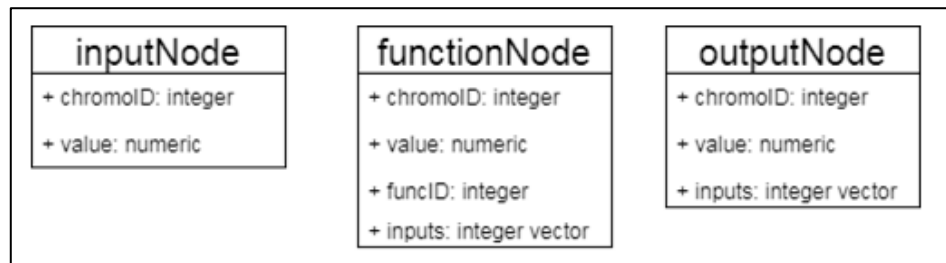 inputNode
+ chromoID: integer
+ value: numeric
functionNode
+ chromoID: integer
+ value: numeric
+ funcID: integer
+ inputs: integer vector
outputNode
+ chromoID: integer
+ value: numeric
+ inputs: integer vector